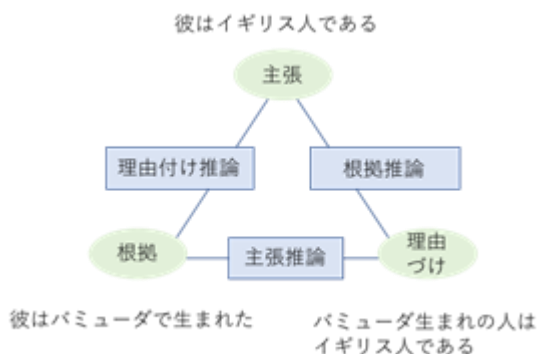 彼はイギリス人である
主張
理由付け推論
根拠推論
根拠
主張推論
理由
づけ
彼はバミューダで生まれた
バミューダ生まれの人は
イギリス人である